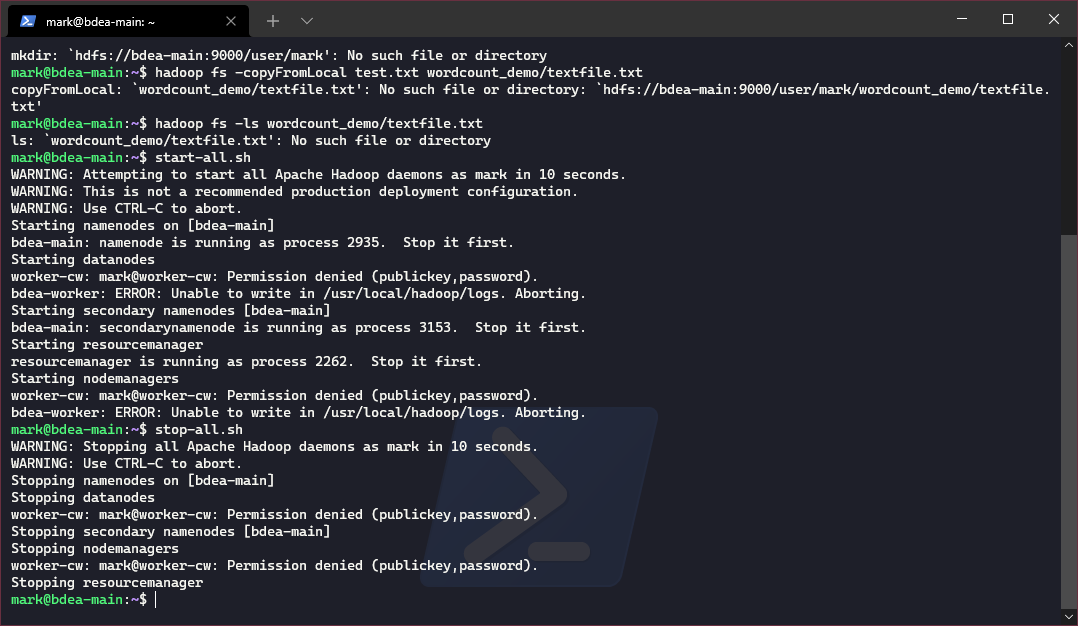 mark@bdea-main: ~
mkdir: `hdfs://bdea-main:9000/user/mark': No such file or directory
mark@bdea-main:~$ hadoop fs -copyFromLocal test.txt wordcount_demo/textfile.txt
copyFromLocal: `wordcount_demo/textfile.txt': No such file or directory: `hdfs://bdea-main:9000/user/mark/wordcount_demo/textfile.
txt'
mark@bdea-main:~$ hadoop fs -ls wordcount_demo/textfile.txt
ls: `wordcount_demo/textfile.txt': No such file or directory
mark@bdea-main:~$ start-all.sh
WARNING: Attempting to start all Apache Hadoop daemons as mark in 10 seconds.
WARNING: This is not a recommended production deployment configuration.
WARNING: Use CTRL-C to abort.
Starting namenodes on [bdea-main]
bdea-main: namenode is running as process 2935.  Stop it first.
Starting datanodes
worker-cw: mark@worker-cw: Permission denied (publickey,password).
bdea-worker: ERROR: Unable to write in /usr/local/hadoop/logs. Aborting.
Starting secondary namenodes [bdea-main]
bdea-main: secondarynamenode is running as process 3153.  Stop it first.
Starting resourcemanager
resourcemanager is running as process 2262.  Stop it first.
Starting nodemanagers
worker-cw: mark@worker-cw: Permission denied (publickey,password).
bdea-worker: ERROR: Unable to write in /usr/local/hadoop/logs. Aborting.
mark@bdea-main:~$ stop-all.sh
WARNING: Stopping all Apache Hadoop daemons as mark in 10 seconds.
WARNING: Use CTRL-C to abort.
Stopping namenodes on [bdea-main]
Stopping datanodes
worker-cw: mark@worker-cw: Permission denied (publickey,password).
Stopping secondary namenodes [bdea-main]
Stopping nodemanagers
worker-cw: mark@worker-cw: Permission denied (publickey,password).
Stopping resourcemanager
mark@bdea-main:~$